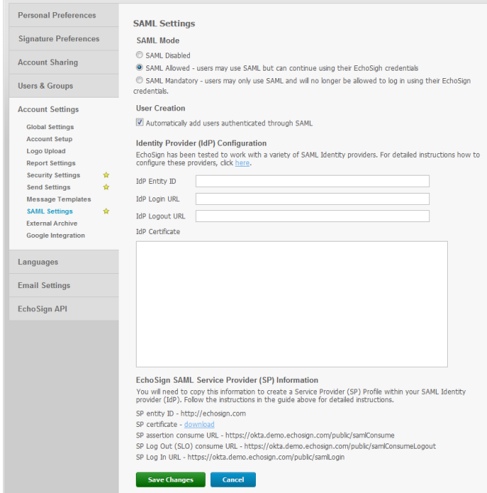 Personal Preferences
Signature Preferences
Account Sharing
Users & Groups
Account Settings
Global Settings
Account Setup
Logo Upload
Report Settings
Security Settings
Send Settings
Message Templates
SAML Settings
External Archive
Google Integration
Languages
Email Settings
EchoSign API
SAML Settings
SAML Mode
SAML Disabled
SAML Allowed - users may use SAML but can continue using their EchoSigh credentials
SAML Mandatory - users may only use SAML and will no longer be allowed to log in using their EchoSign
credentials.
User Creation
Automatically add users authenticated through SAML
Identity Provider (IdP) Configuration
EchoSign has been tested to work with a variety of SAML Identity providers. For detailed instructions how to
configure these providers, click here.
IdP Entity ID
IdP Login URL
IdP Logout URL
IdP Certificate
EchoSign SAML Service Provider (SP) Information
You will need to copy this information to create a Service Provider (SP) Profile within your SAML Identity
provider (IdP). Follow the instructions in the guide above for detailed instructions.
SP entity ID - http://echosign.com
SP certificate - download
SP assertion consume URL - https://okta.demo.echosign.com/public/samlConsume
SP Log Out (SLO) consume URL - https://okta.demo.echosign.com/public/samlConsumeLogout
SP Log In URL - https://okta.demo.echosign.com/public/samlLogin
Save Changes
Cancel